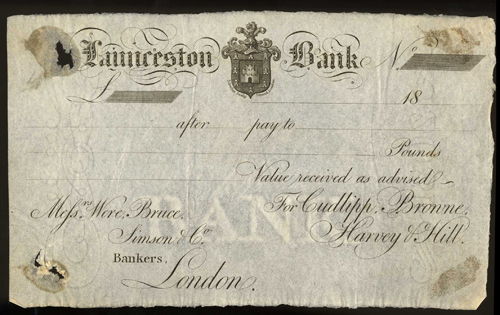 Launceston Bank No
£ 18
after pay to
Pounds
Value received as advised
Messrs. Were, Bruce, For Cudlipp, Browne,
Simson & Co. Harvey & Hill.
Bankers,
London.
BANK